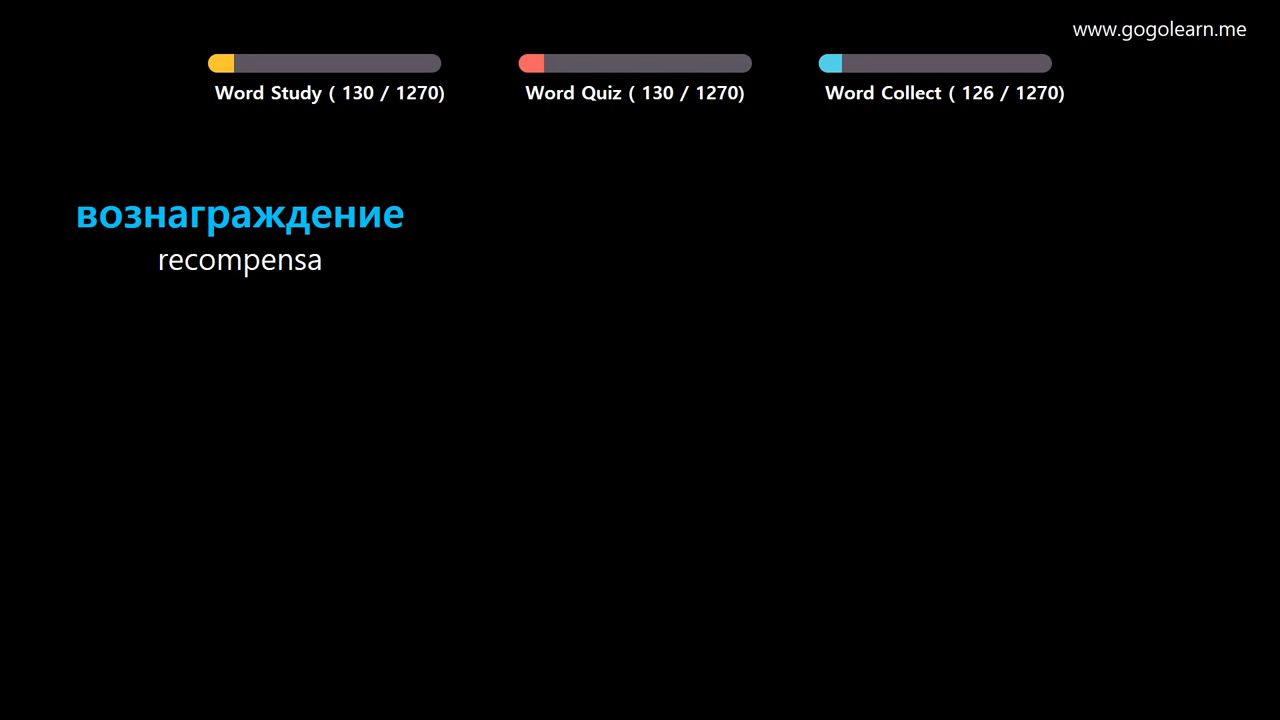 www.gogolearn.me
Word Study ( 130 / 1270)
Word Quiz ( 130 / 1270)
Word Collect ( 126 / 1270)
вознаграждение
recompensa